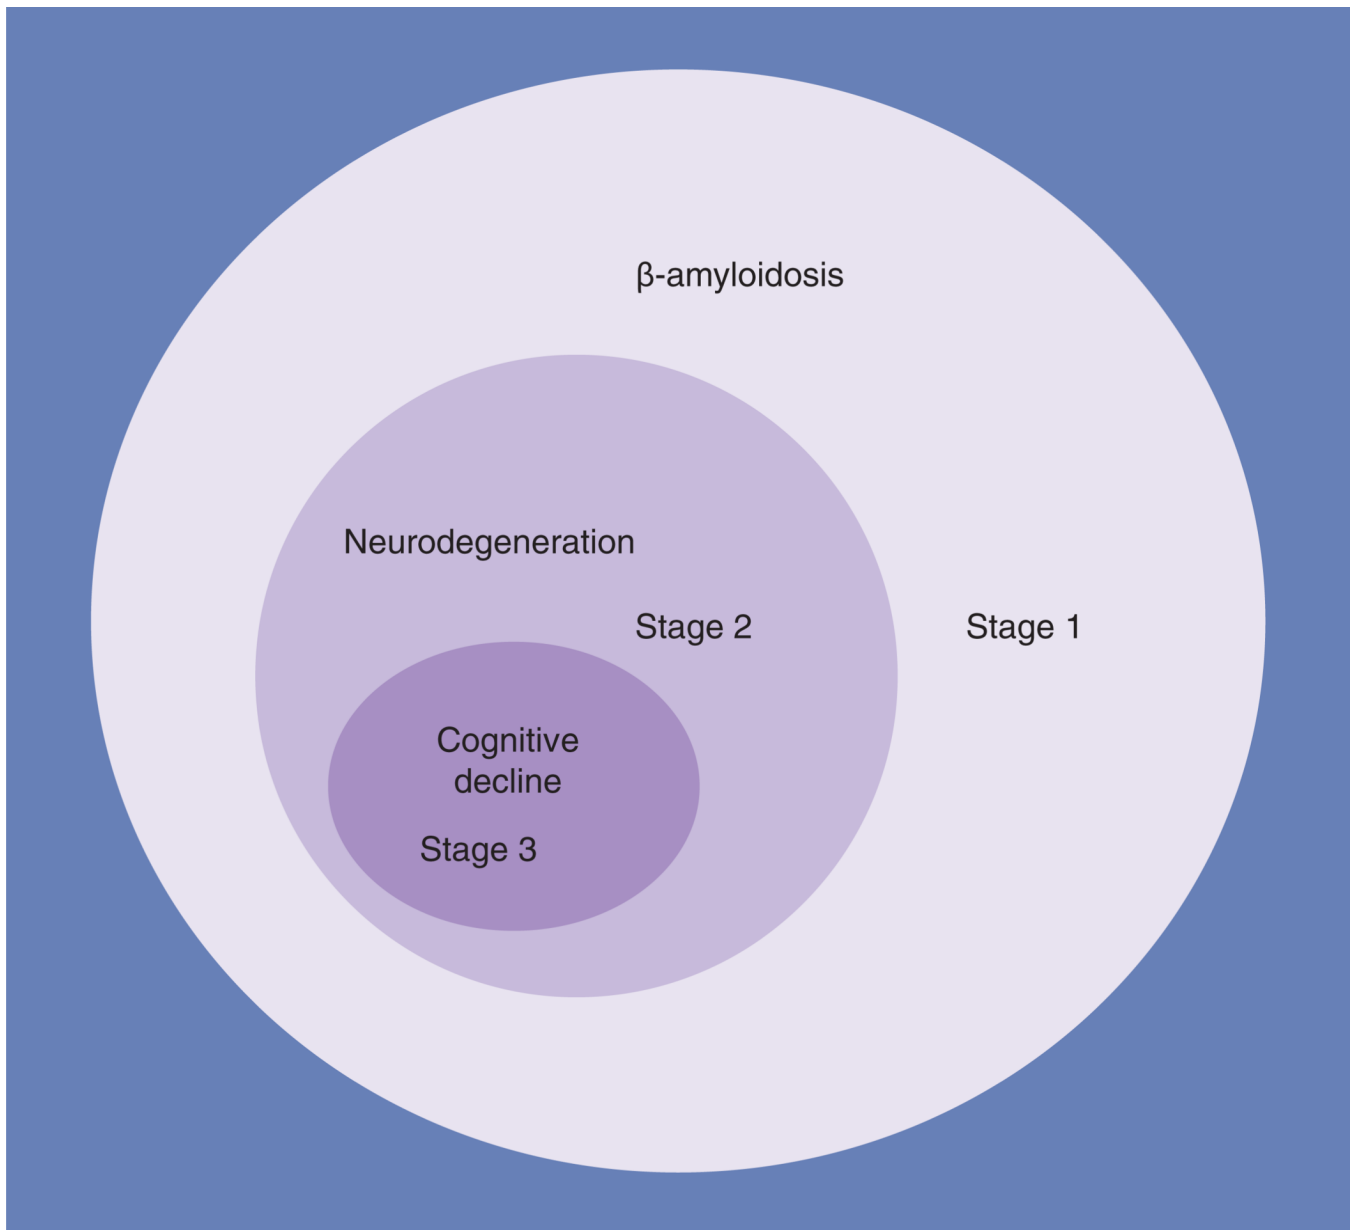 β-amyloidosis
Neurodegeneration
Stage 2
Stage 1
Cognitive
decline
Stage 3